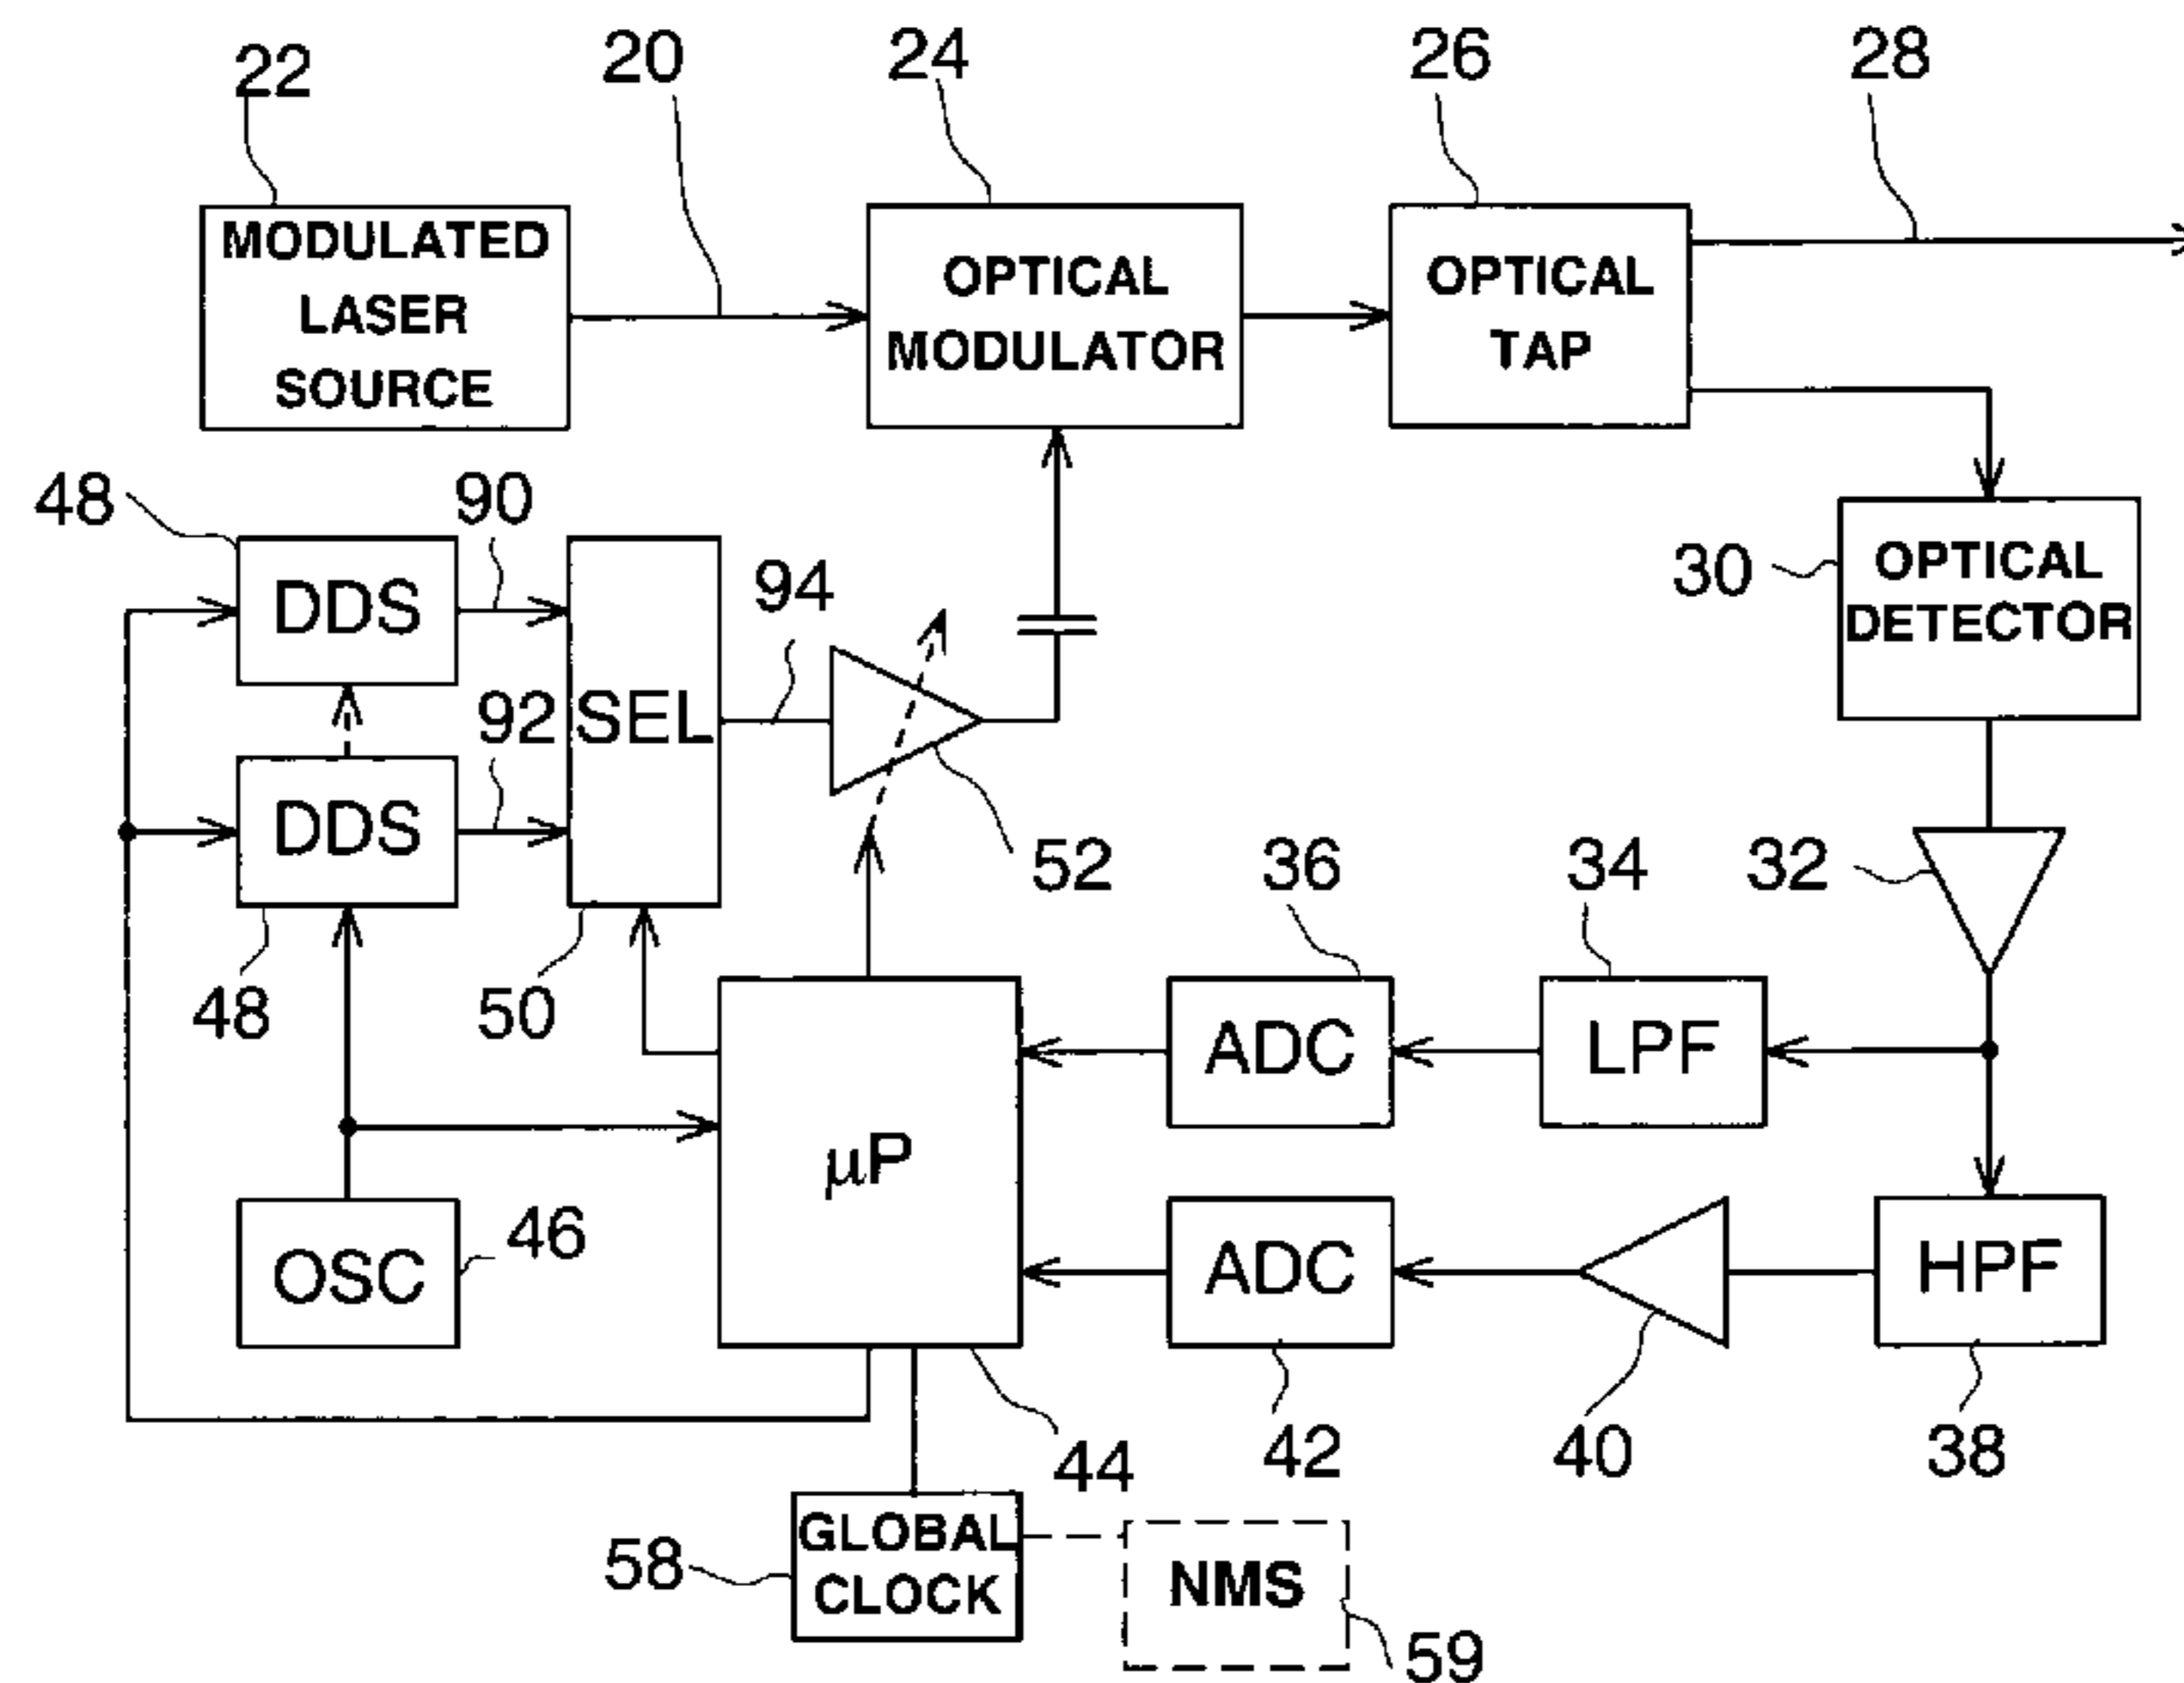 22
20
24
26
28
MODULATED
LASER
SOURCE
OPTICAL
MODULATOR
OPTICAL
TAP
48
90
94
30
OPTICAL
DETECTOR
DDS
SEL
92
DDS
52
36
34
32
48
50
ADC
LPF
µP
OSC
46
ADC
HPF
44
42
40
38
58
GLOBAL
CLOCK
NMS
59